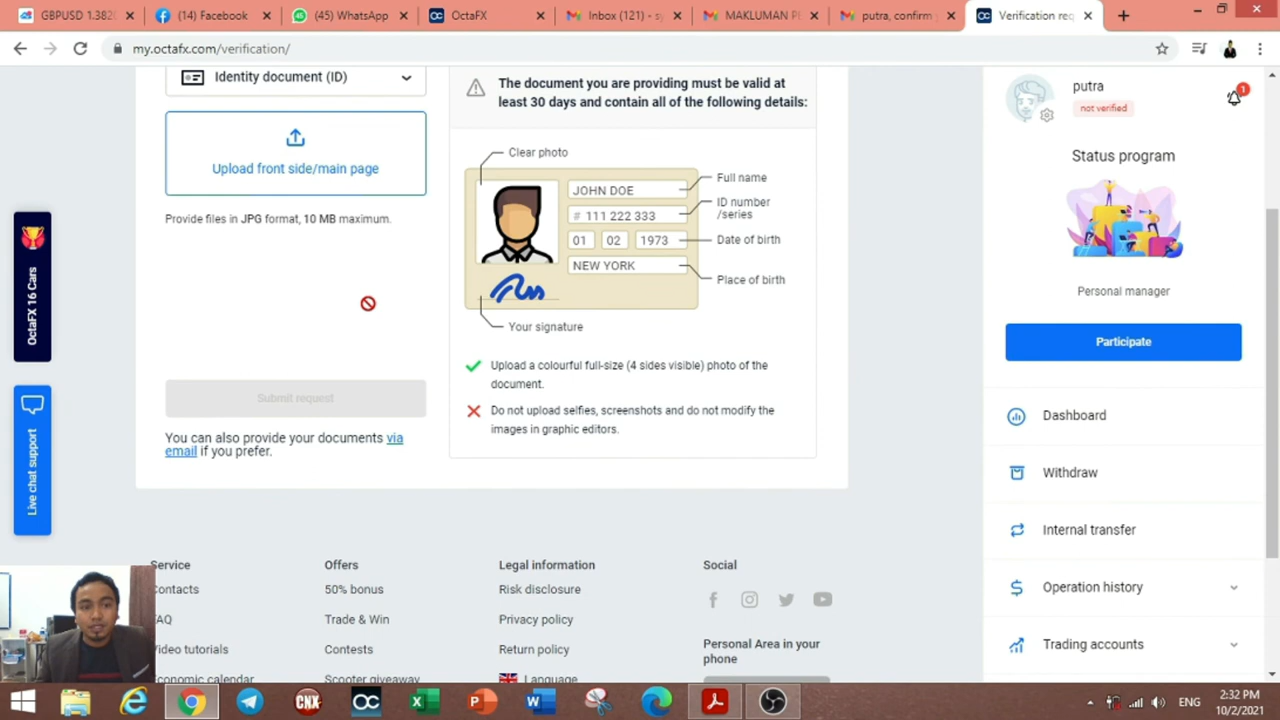 GBPUSD 1.382
(14) Facebook
(45) WhatsApp
OctaFX
Inbox (121) - s
MAKLUMAN P
putra, confirm
Verification req
my.octafx.com/verification/
Identity document (ID)
Upload front side/main page
Provide files in JPG format, 10 MB maximum.
Submit request
You can also provide your documents via
email if you prefer.
The document you are providing must be valid at
least 30 days and contain all of the following details:
Clear photo
JOHN DOE
# 111 222 333
01 02 1973
NEW YORK
Full name
ID number
/series
Date of birth
Place of birth
Your signature
Upload a colourful full-size (4 sides visible) photo of the
document.
Do not upload selfies, screenshots and do not modify the
images in graphic editors.
OctaFX 16 Cars
Live chat support
putra
not verified
1
Status program
Personal manager
Participate
Dashboard
Withdraw
Internal transfer
Operation history
Trading accounts
Service
Contacts
FAQ
Video tutorials
Economic calendar
Offers
50% bonus
Trade & Win
Contests
Scooter giveaway
Legal information
Risk disclosure
Privacy policy
Return policy
Language
Social
Personal Area in your
phone
CNX
ENG
2:32 PM
10/2/2021